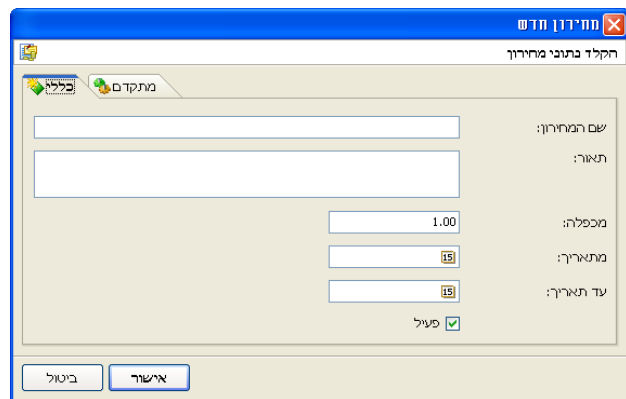 מחירון חדש
הקלד נתוני מחירון
כללי מתקדם
שם המחירון:
תאור:
מכפלה: 1.00
מתאריך: 15
עד תאריך: 15
פעיל
אישור ביטול